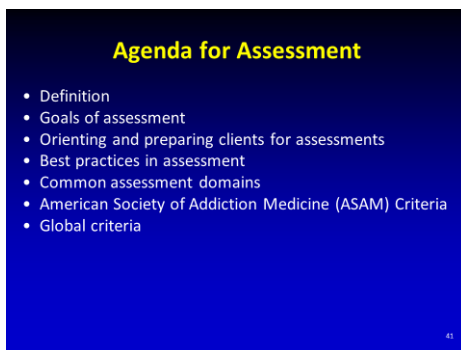 Agenda for Assessment
• Definition
• Goals of assessment
• Orienting and preparing clients for assessments
• Best practices in assessment
• Common assessment domains
• American Society of Addiction Medicine (ASAM) Criteria
• Global criteria
41